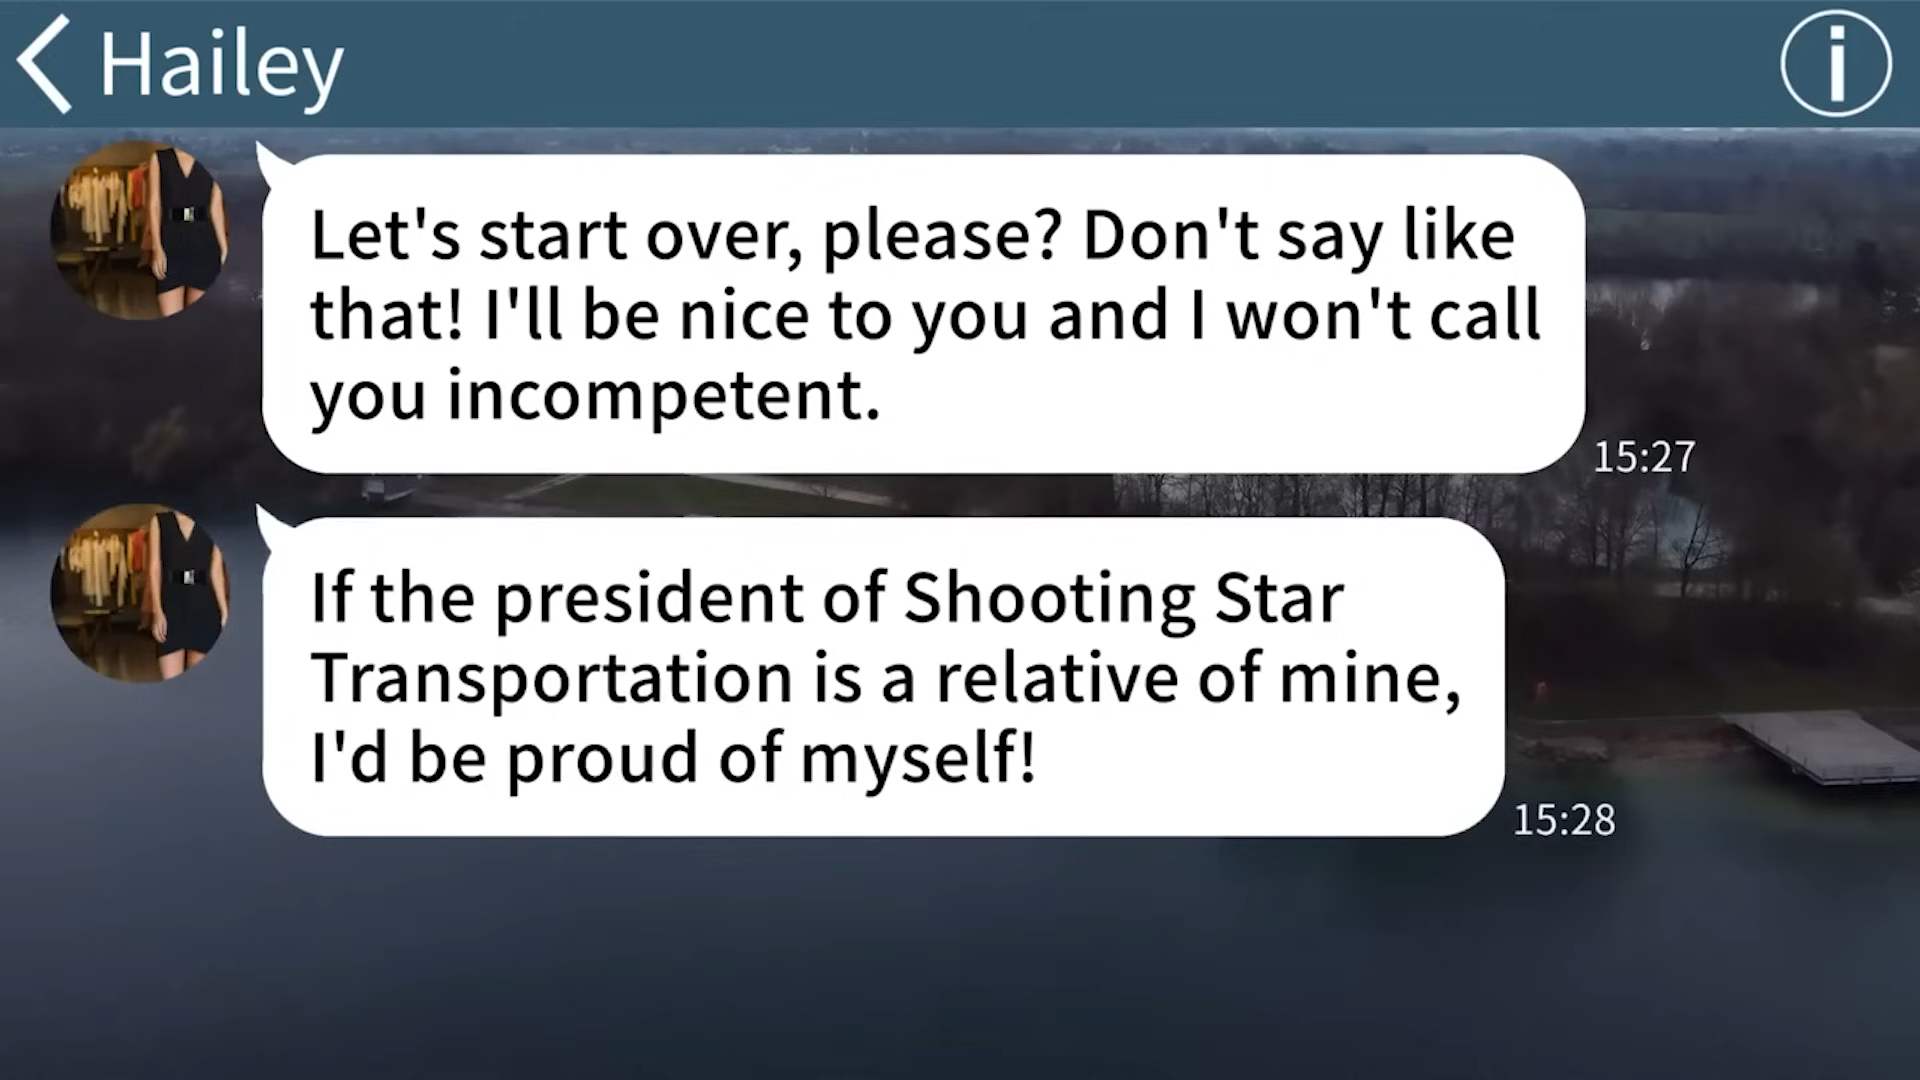 Hailey
Let's start over, please? Don't say like
that! I'll be nice to you and I won't call
you incompetent.
15:27
If the president of Shooting Star
Transportation is a relative of mine,
I'd be proud of myself!
15:28